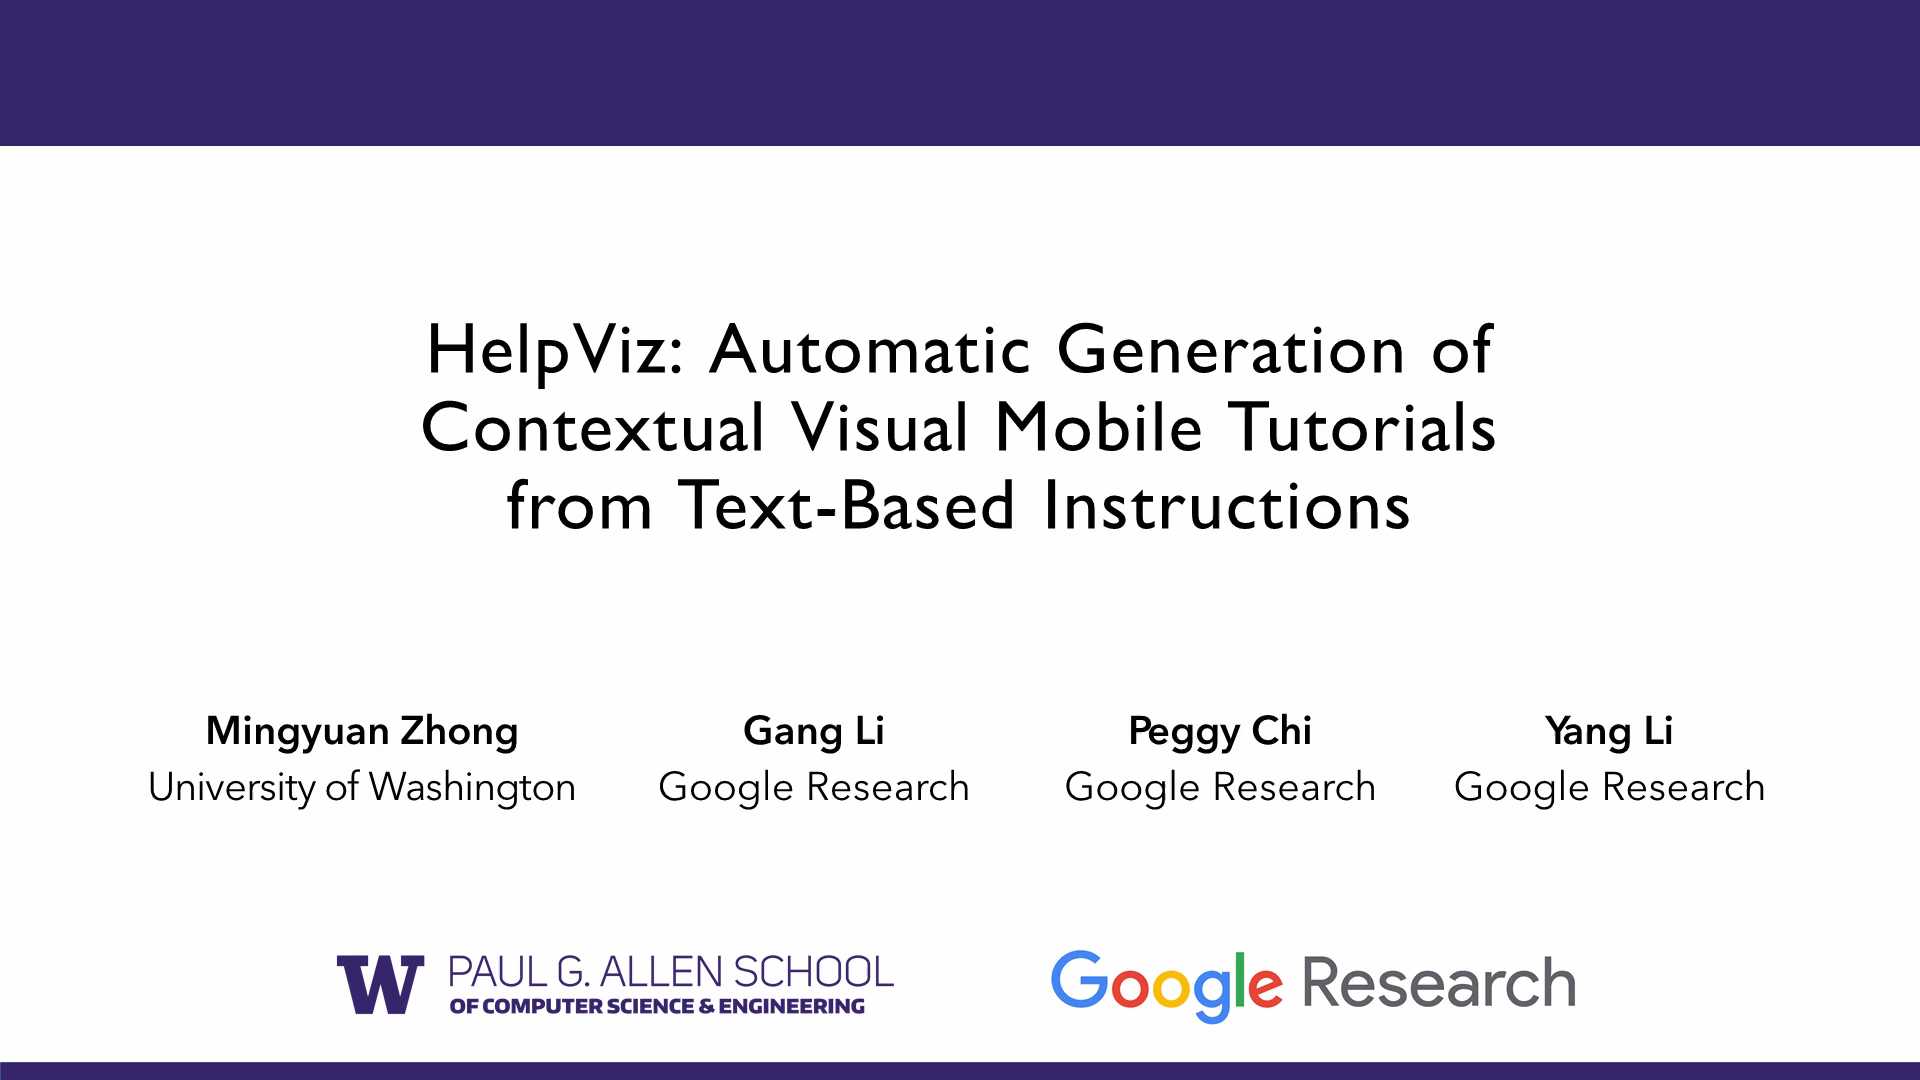 HelpViz: Automatic Generation of
Contextual Visual Mobile Tutorials
from Text-Based Instructions
Mingyuan Zhong
University of Washington
Gang Li
Google Research
Peggy Chi
Google Research
Yang Li
Google Research
W PAUL G. ALLEN SCHOOL
OF COMPUTER SCIENCE & ENGINEERING
Google Research